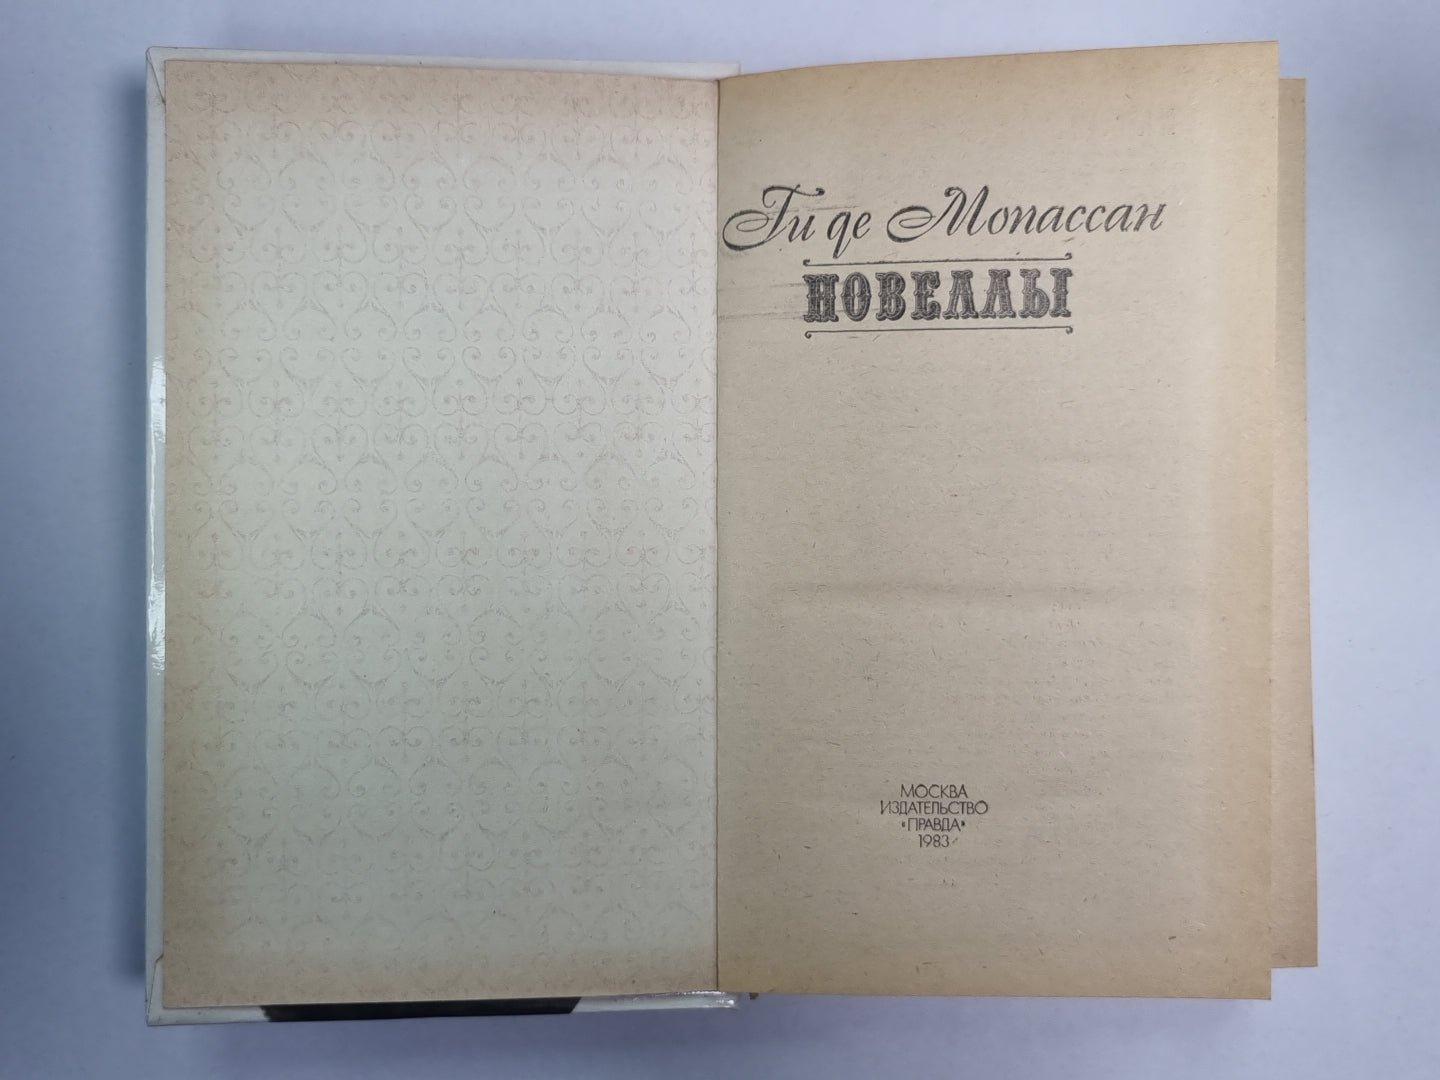 Ги де Мопассан
НОВЕЛЛЫ
МОСКВА
ИЗДАТЕЛЬСТВО
«ПРАВДА»
1983